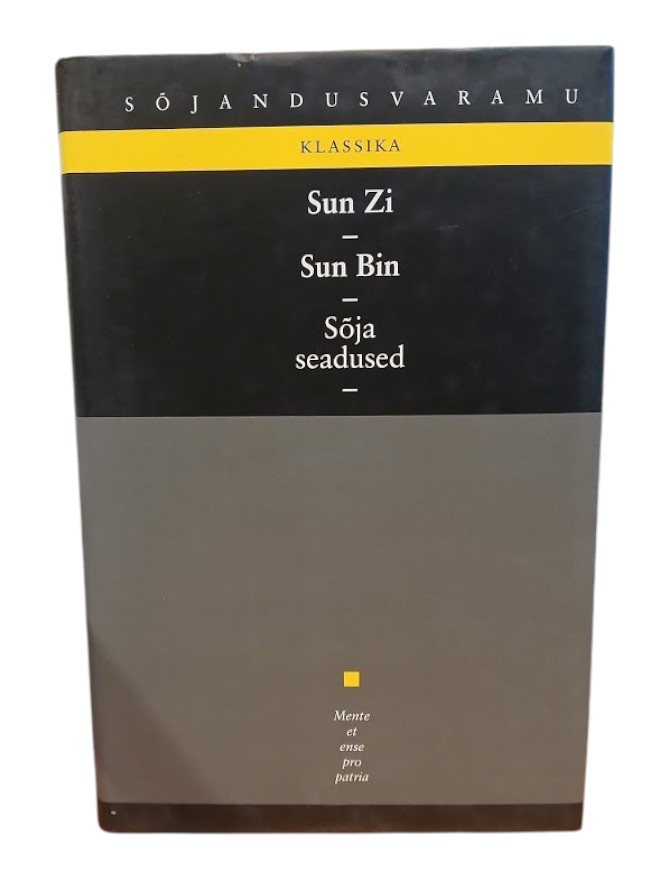 SÕJANDUSVARAMU
KLASSIKA
Sun Zi
–
Sun Bin
–
Sõja
seadused
–
Mente
et
ense
pro
patria